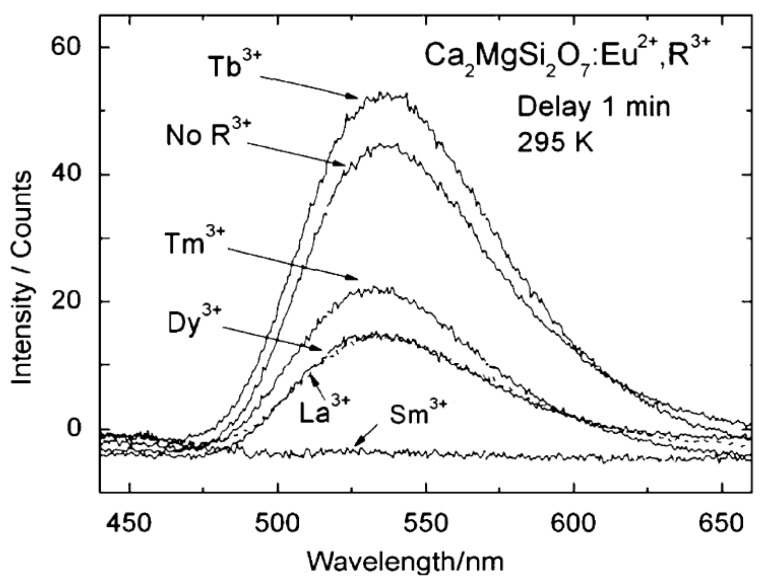 60
40
20
0
Intensity / Counts
Ca₂MgSi₂O₇:Eu²⁺,R³⁺
Delay 1 min
295 K
Tb³⁺
No R³⁺
Tm³⁺
Dy³⁺
La³⁺
Sm³⁺
450 500 550 600 650
Wavelength/nm